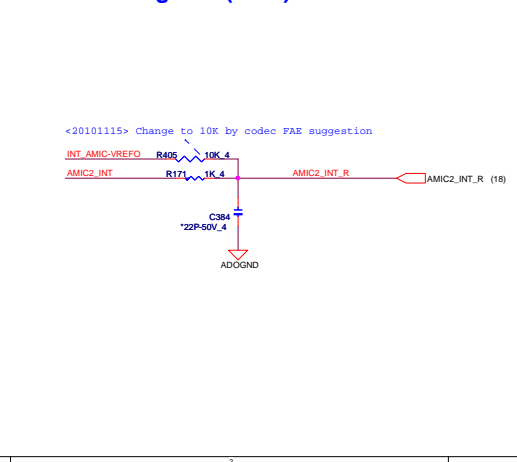 <20101115> Change to 10K by codec FAE suggestion
INT_AMIC-VREFO R405 10K_4
AMIC2_INT R171 1K_4 AMIC2_INT_R AMIC2_INT_R (18)
C384
*22P-50V_4
ADOGND